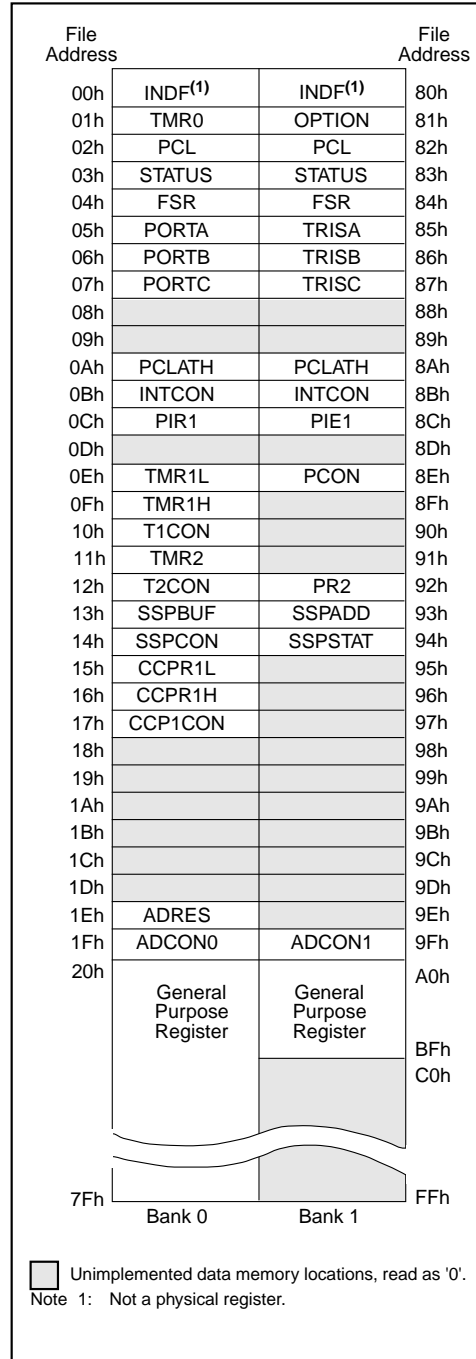 File Address File Address
00h INDF(1) INDF(1) 80h
01h TMR0 OPTION 81h
02h PCL PCL 82h
03h STATUS STATUS 83h
04h FSR FSR 84h
05h PORTA TRISA 85h
06h PORTB TRISB 86h
07h PORTC TRISC 87h
08h 88h
09h 89h
0Ah PCLATH PCLATH 8Ah
0Bh INTCON INTCON 8Bh
0Ch PIR1 PIE1 8Ch
0Dh 8Dh
0Eh TMR1L PCON 8Eh
0Fh TMR1H 8Fh
10h T1CON 90h
11h TMR2 91h
12h T2CON PR2 92h
13h SSPBUF SSPADD 93h
14h SSPCON SSPSTAT 94h
15h CCPR1L 95h
16h CCPR1H 96h
17h CCP1CON 97h
18h 98h
19h 99h
1Ah 9Ah
1Bh 9Bh
1Ch 9Ch
1Dh 9Dh
1Eh ADRES 9Eh
1Fh ADCON0 ADCON1 9Fh
20h A0h
General General
Purpose Purpose
Register Register
BFh
C0h
7Fh FFh
Bank 0 Bank 1
Unimplemented data memory locations, read as '0'.
Note 1: Not a physical register.